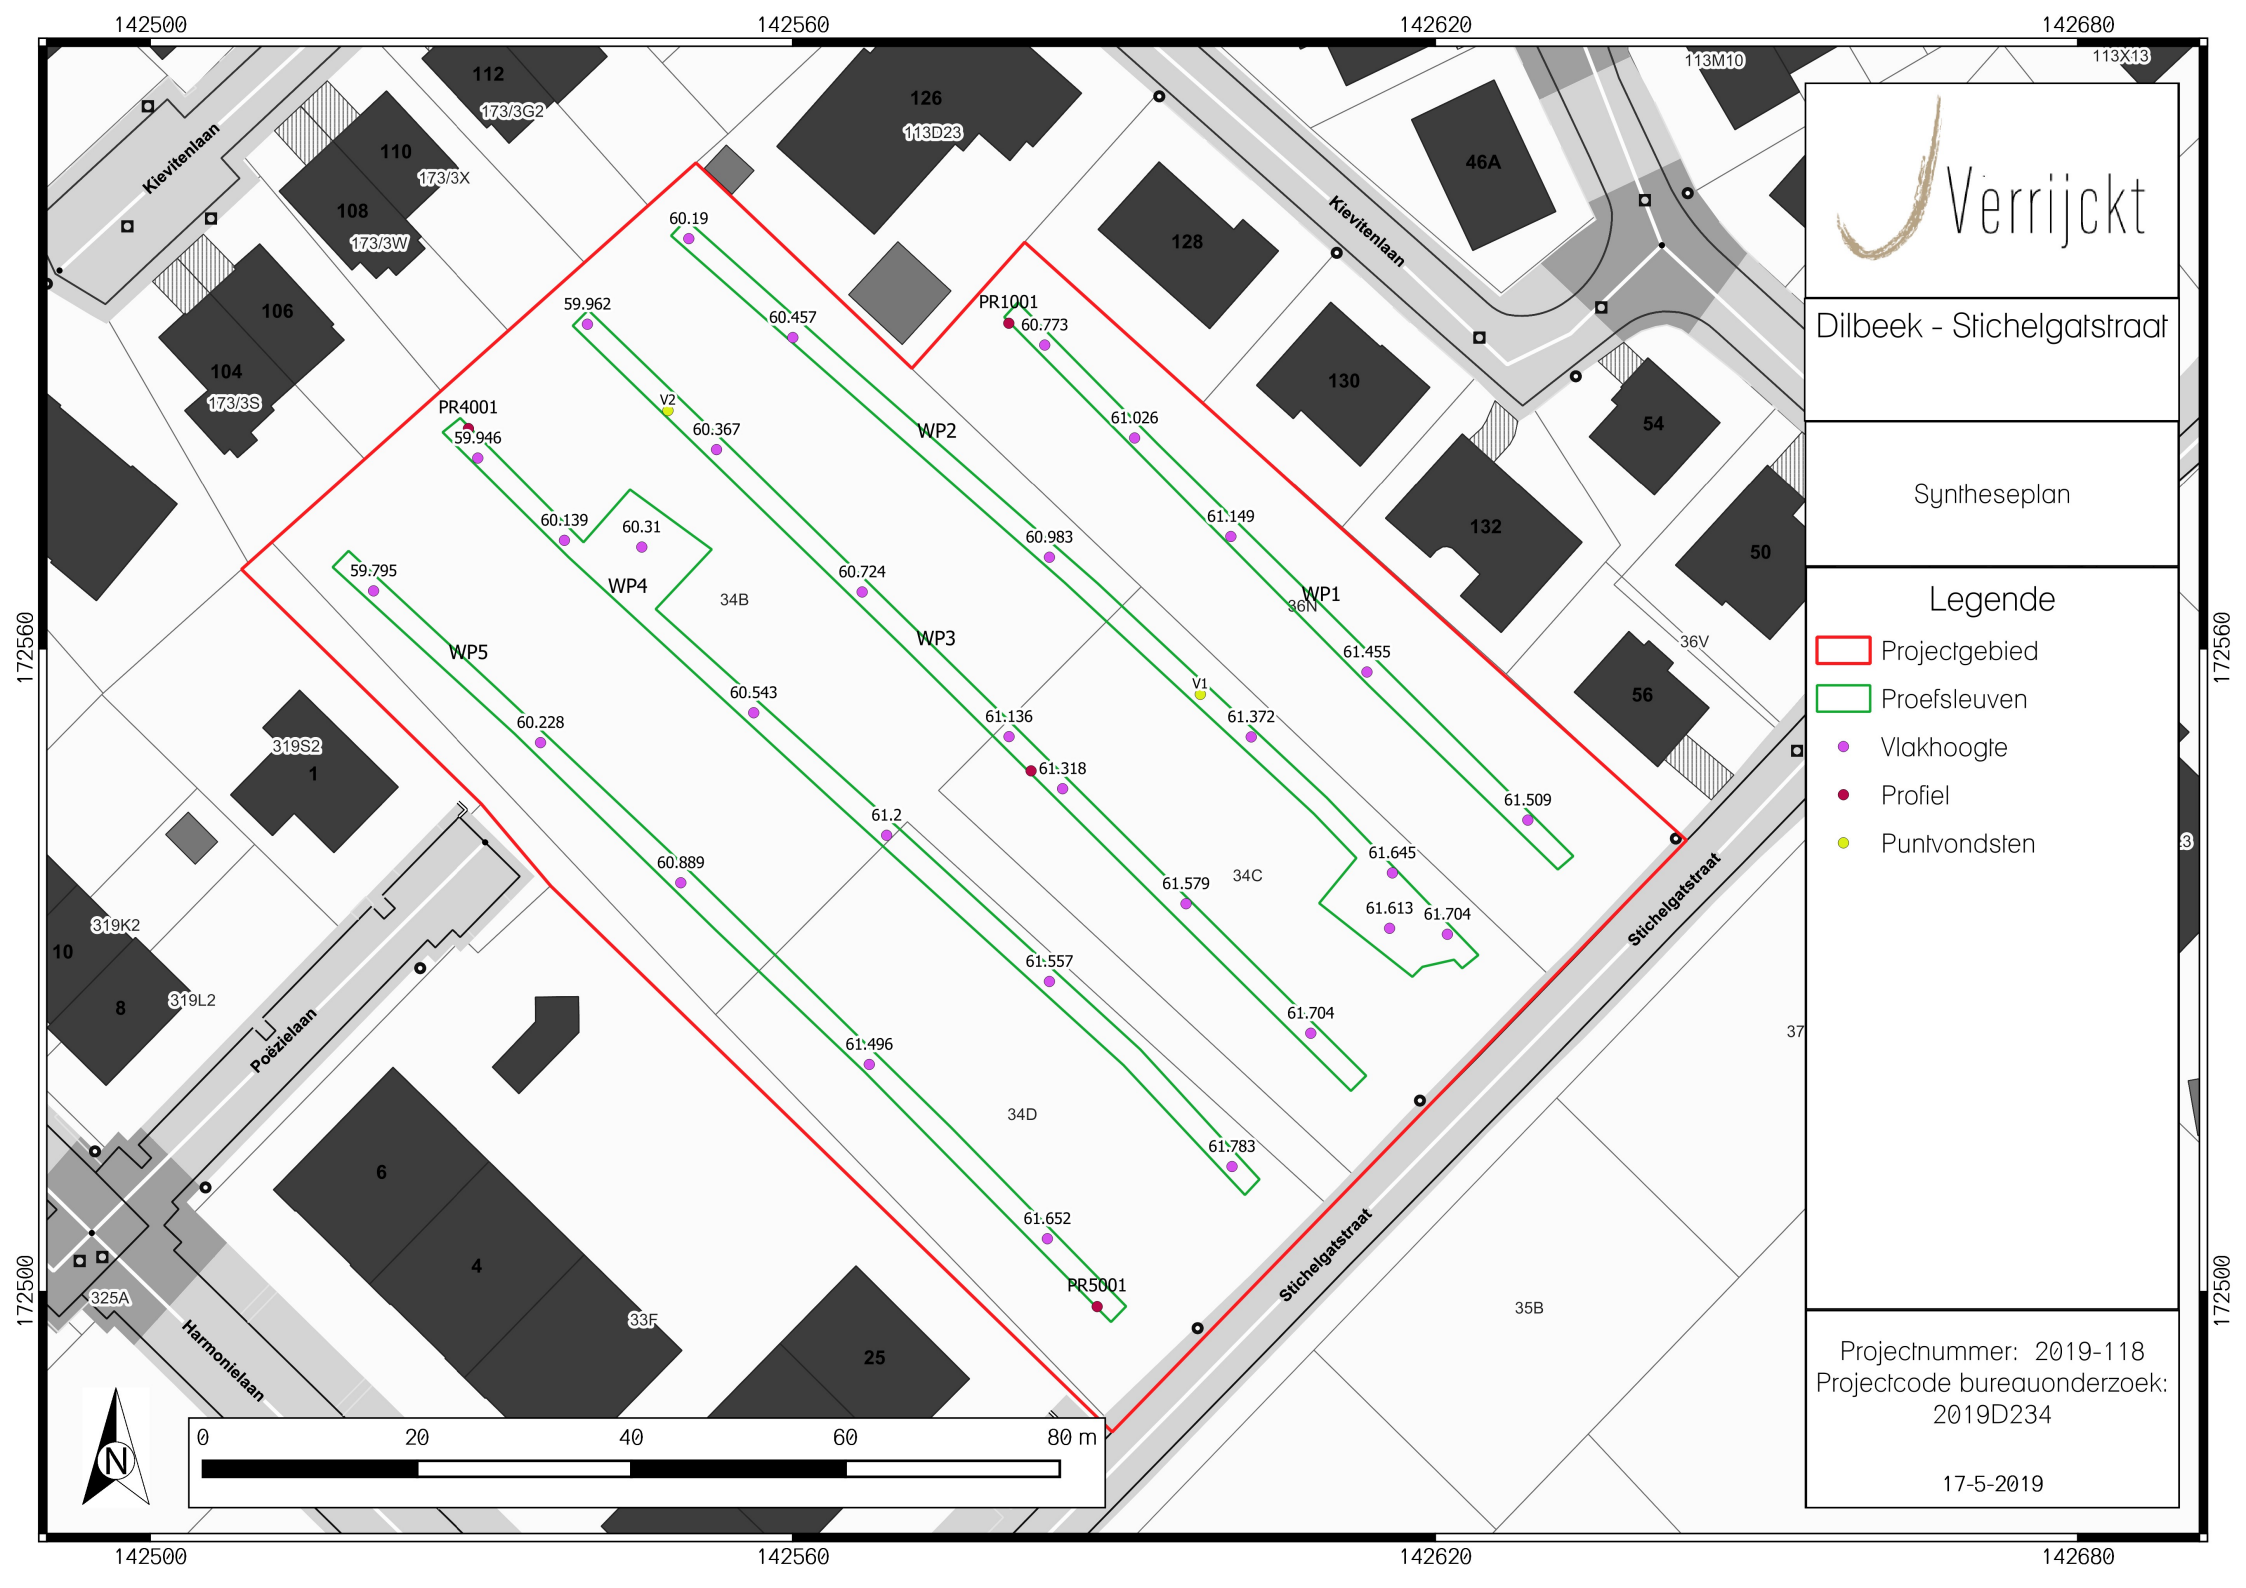 142500
142560
142620
142680
112
173/3G2
126
113D23
113M10
113X13
Kievitenlaan
110
173/3X
108
173/3W
46A
128
Kievitenlaan
Verrijckt
106
104
173/3S
60.19
59.962
60.457
PR1001
60.773
Dilbeek - Stichelgatstraat
130
54
PR4001
59.946
V2
60.367
WP2
61.026
Syntheseplan
132
50
60.139
60.31
60.983
61.149
59.795
WP4
34B
60.724
WP1
36N
Legende
172560
172560
WP5
WP3
61.455
36V
Projectgebied
56
Proefsleuven
60.228
60.543
61.136
V1
61.372
319S2
1
Vlakhoogte
61.318
61.509
Profiel
61.2
Puntvondsten
60.889
61.645
61.579
34C
61.613
61.704
Stichelgatstraat
319K2
10
8
319L2
61.557
61.704
37
Poëzielaan
61.496
34D
61.783
6
4
61.652
PR5001
Stichelgatstraat
172500
172500
325A
33F
25
35B
Harmonielaan
Projectnummer: 2019-118
Projectcode bureauonderzoek:
2019D234
17-5-2019
N
0 20 40 60 80 m
142500
142560
142620
142680